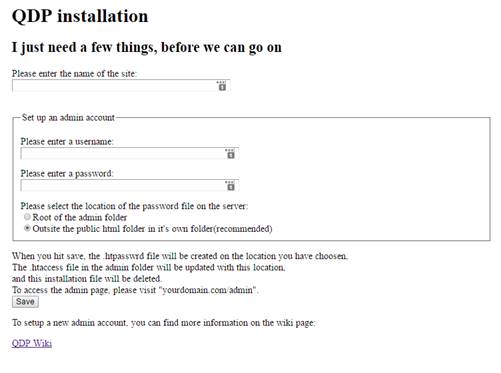 QDP installation
I just need a few things, before we can go on
Please enter the name of the site:
Set up an admin account
Please enter a username:
Please enter a password:
Please select the location of the password file on the server:
Root of the admin folder
Outsite the public html folder in it's own folder(recommended)
When you hit save, the .htpasswrd file will be created on the location you have choosen,
The .htaccess file in the admin folder will be updated with this location,
and this installation file will be deleted.
To access the admin page, please visit "yourdomain.com/admin".
Save
To setup a new admin account, you can find more information on the wiki page:
QDP Wiki